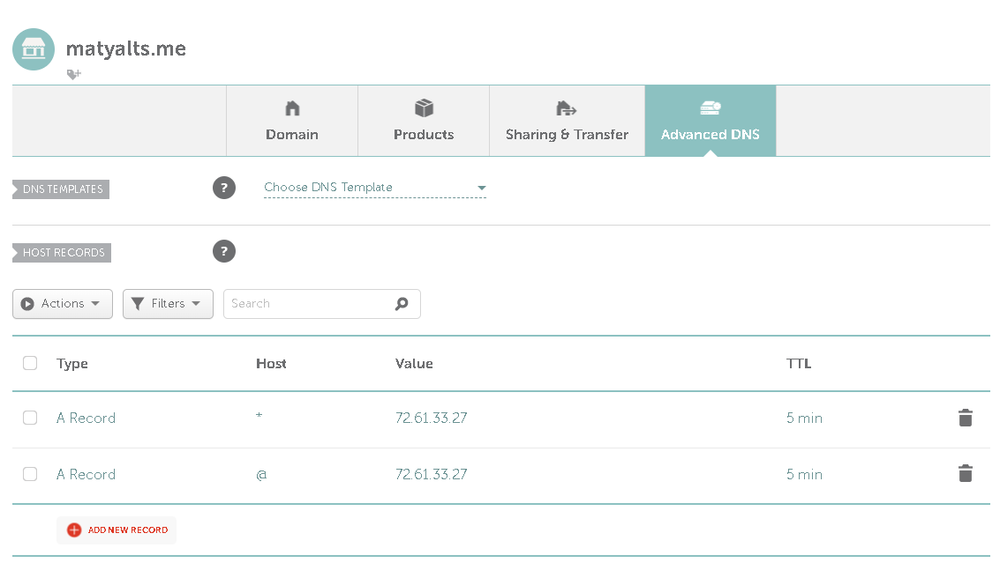 matyalts.me
Domain Products Sharing & Transfer Advanced DNS
DNS TEMPLATES ? Choose DNS Template
HOST RECORDS ?
Actions Filters Search
Type Host Value TTL
A Record * 72.61.33.27 5 min
A Record @ 72.61.33.27 5 min
ADD NEW RECORD